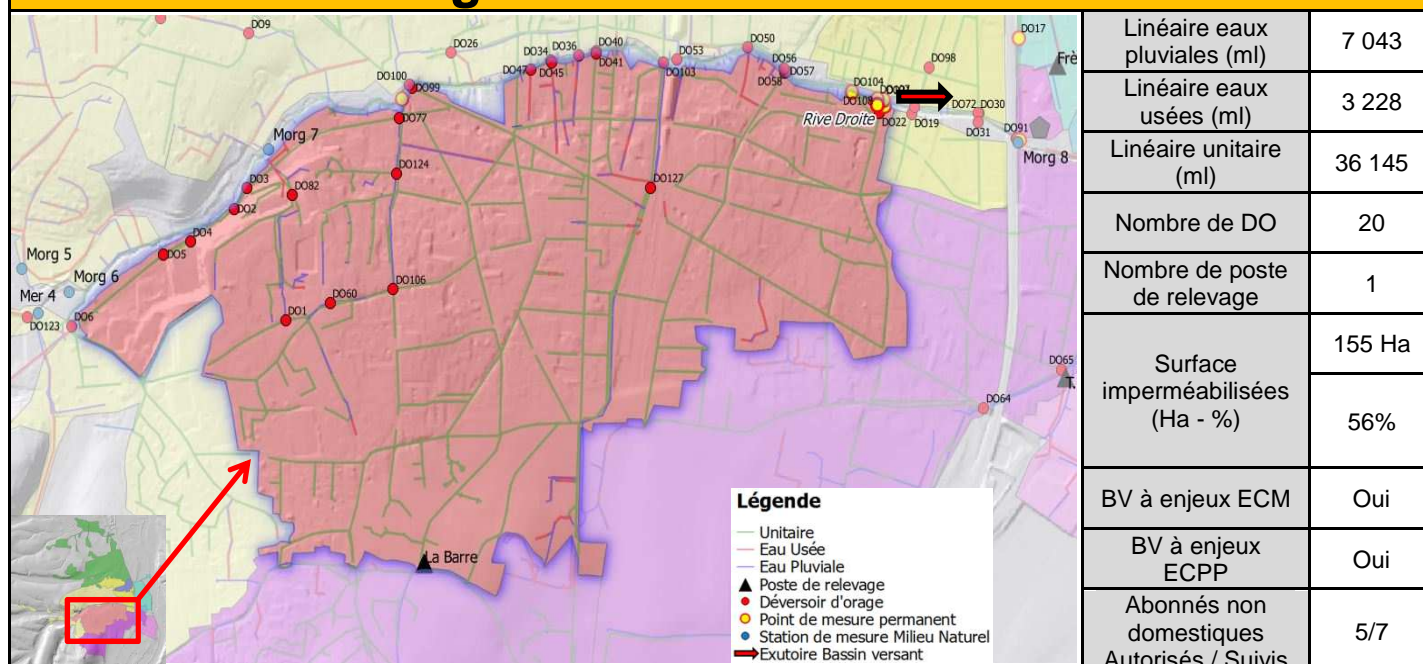 DO9
DO17
DO26
DO34
DO36
DO40
DO41
DO53
DO50
DO56
DO57
DO58
DO98
Frè
DO47
DO45
DO103
DO100
DO99
DO104
DO108
DO72
DO30
DO77
Rive Droite
DO22
DO19
DO31
DO91
Morg 7
Morg 8
DO124
DO3
DO82
DO127
DO2
DO4
DO5
Morg 5
Morg 6
Mer 4
DO106
DO60
DO1
DO6
DO123
DO65
T.
DO64
La Barre
Légende
Unitaire
Eau Usée
Eau Pluviale
Poste de relevage
Déversoir d'orage
Point de mesure permanent
Station de mesure Milieu Naturel
Exutoire Bassin versant
Linéaire eaux
pluviales (ml)
7 043
Linéaire eaux
usées (ml)
3 228
Linéaire unitaire
(ml)
36 145
Nombre de DO
20
Nombre de poste
de relevage
1
Surface
imperméabilisées
(Ha - %)
155 Ha
56%
BV à enjeux ECM
Oui
BV à enjeux
ECPP
Oui
Abonnés non
domestiques
Autorisés / Suivis
5/7